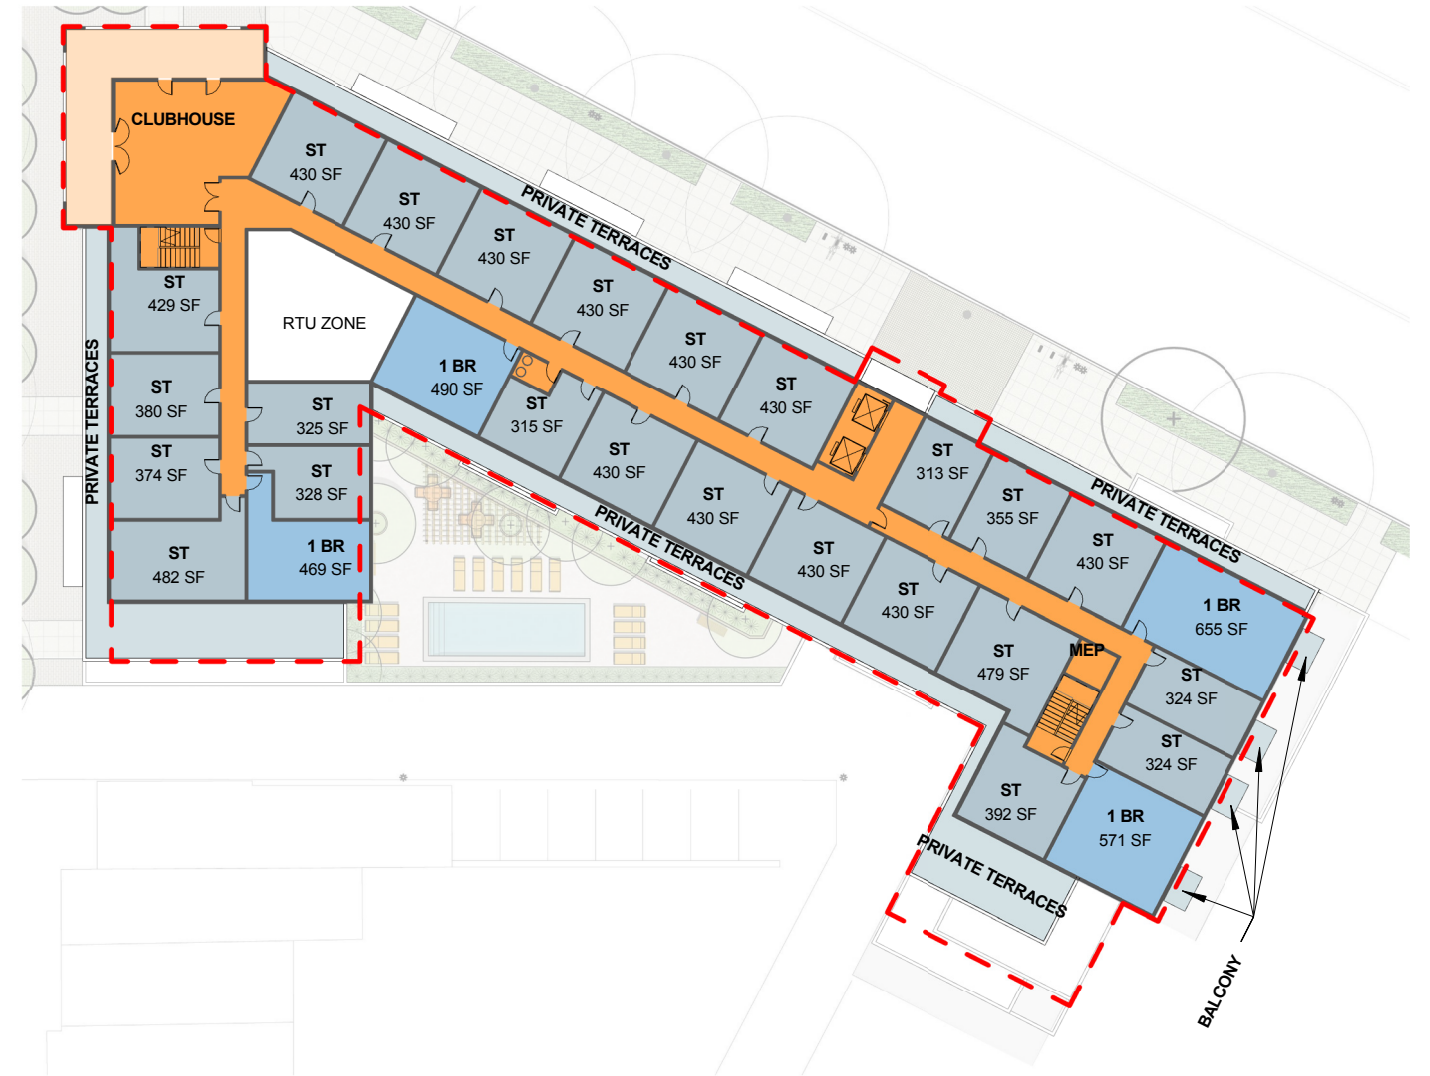 CLUBHOUSE
ST
430 SF
ST
430 SF
ST
430 SF
ST
430 SF
ST
430 SF
ST
430 SF
PRIVATE TERRACES
ST
429 SF
RTU ZONE
1 BR
490 SF
ST
315 SF
ST
430 SF
ST
430 SF
ST
430 SF
ST
430 SF
ST
479 SF
ST
380 SF
ST
325 SF
ST
374 SF
ST
328 SF
ST
482 SF
1 BR
469 SF
PRIVATE TERRACES
PRIVATE TERRACES
ST
313 SF
ST
355 SF
ST
430 SF
1 BR
655 SF
PRIVATE TERRACES
MEP
ST
324 SF
ST
324 SF
ST
392 SF
1 BR
571 SF
PRIVATE TERRACES
BALCONY